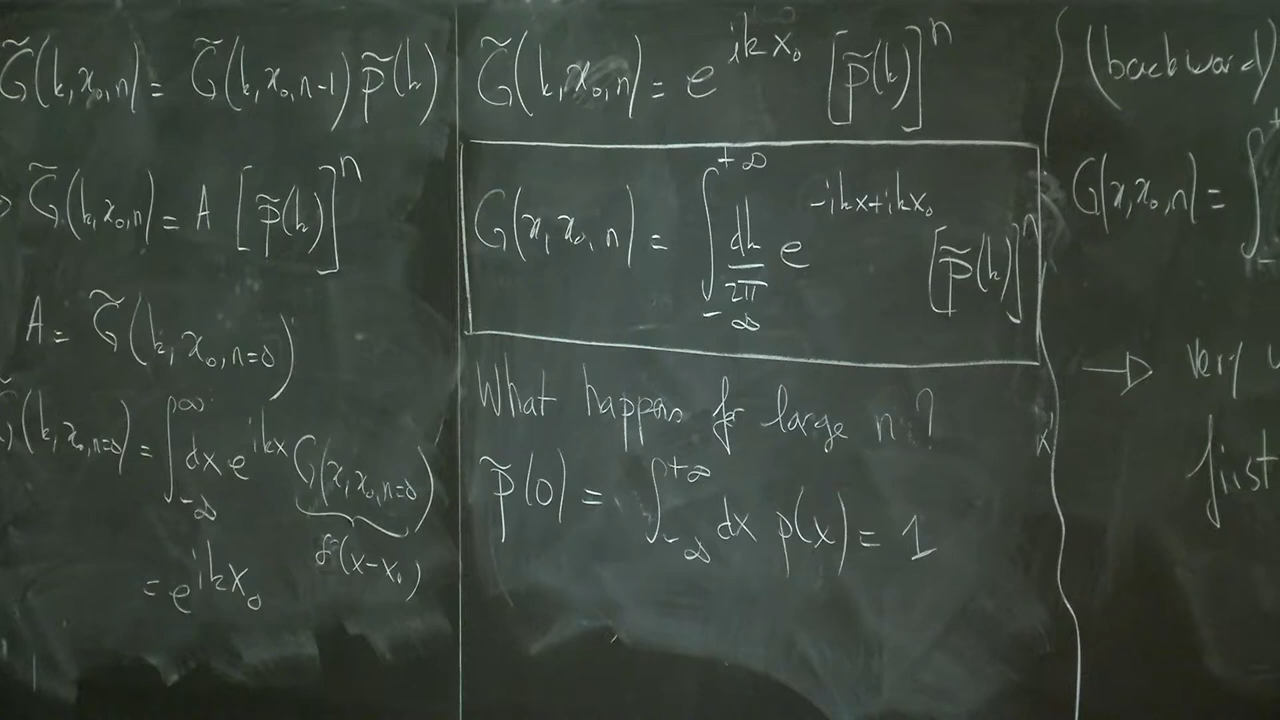 G̃(k,x₀,n) = G̃(k,x₀,n-1) p̃(k)
G̃(k,x₀,n) = A [p̃(k)]ⁿ
A = G̃(k, x₀, n=0)
G̃(k, x₀, n=0) = ∫_{-∞}^{∞} dx e^{ikx} G(x, x₀, n=0)
δ(x-x₀)
= e^{ikx₀}
G̃(k,x₀,n) = e^{ikx₀} [p̃(k)]ⁿ
G(x, x₀, n) = ∫_{-∞}^{+∞} dk/2π e^{-ikx+ikx₀} [p̃(k)]ⁿ
What happens for large n?
p̃(0) = ∫_{-∞}^{+∞} dx p(x) = 1
(backward)
G(x,x₀,n) = ∫
→ Very
first